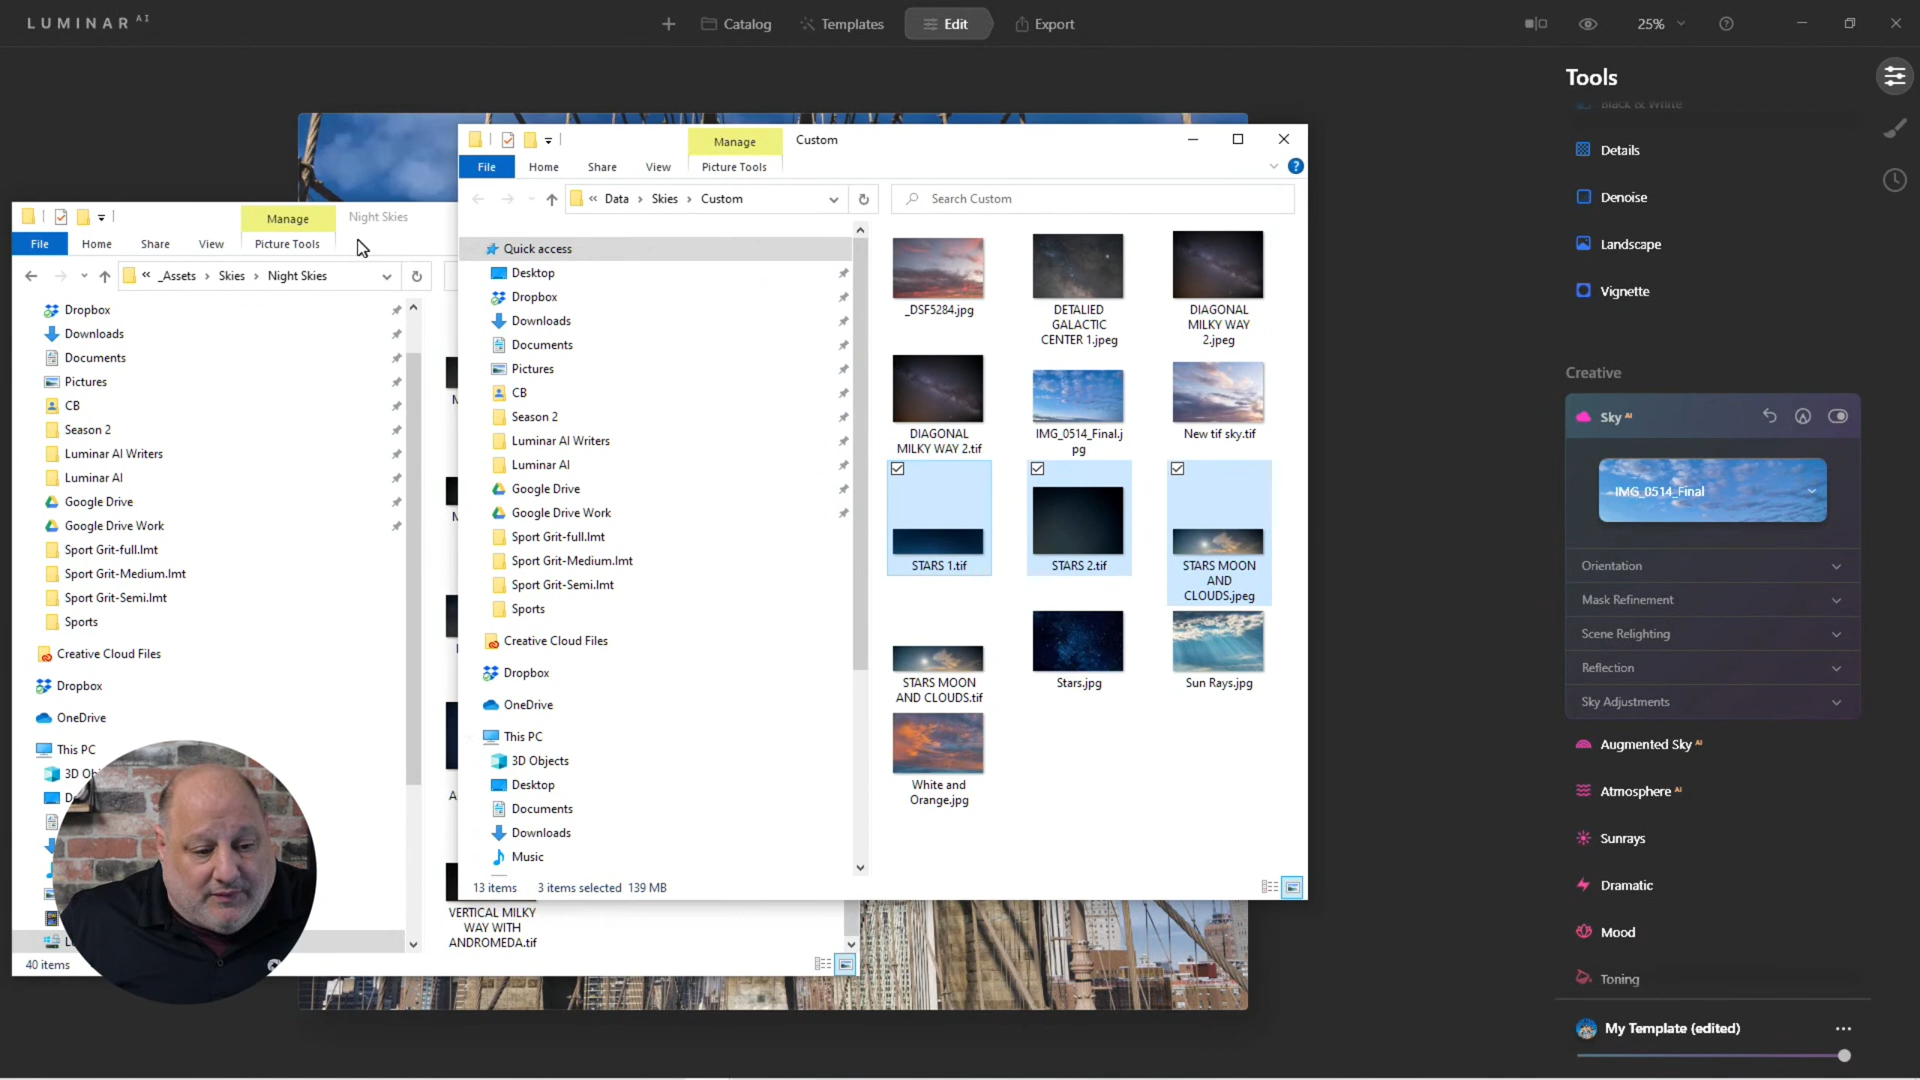 LUMINAR AI
Catalog
Templates
Edit
Export
25%
Tools
Black & White
Details
Denoise
Landscape
Vignette
Creative
Sky AI
IMG_0514_Final
Orientation
Mask Refinement
Scene Relighting
Reflection
Sky Adjustments
Augmented Sky AI
Atmosphere AI
Sunrays
Dramatic
Mood
Toning
My Template (edited)
Manage
Night Skies
File
Home
Share
View
Picture Tools
« _Assets › Skies › Night Skies
Dropbox
Downloads
Documents
Pictures
CB
Season 2
Luminar AI Writers
Luminar AI
Google Drive
Google Drive Work
Sport Grit-full.lmt
Sport Grit-Medium.lmt
Sport Grit-Semi.lmt
Sports
Creative Cloud Files
Dropbox
OneDrive
This PC
VERTICAL MILKY
WAY WITH
ANDROMEDA.tif
40 items
Manage
Custom
File
Home
Share
View
Picture Tools
« Data › Skies › Custom
Search Custom
Quick access
Desktop
Dropbox
Downloads
Documents
Pictures
CB
Season 2
Luminar AI Writers
Luminar AI
Google Drive
Google Drive Work
Sport Grit-full.lmt
Sport Grit-Medium.lmt
Sport Grit-Semi.lmt
Sports
Creative Cloud Files
Dropbox
OneDrive
This PC
3D Objects
Desktop
Documents
Downloads
Music
_DSF5284.jpg
DETALIED
GALACTIC
CENTER 1.jpeg
DIAGONAL
MILKY WAY
2.jpeg
DIAGONAL
MILKY WAY 2.tif
IMG_0514_Final.j
pg
New tif sky.tif
STARS 1.tif
STARS 2.tif
STARS MOON
AND
CLOUDS.jpeg
STARS MOON
AND CLOUDS.tif
Stars.jpg
Sun Rays.jpg
White and
Orange.jpg
13 items
3 items selected 139 MB